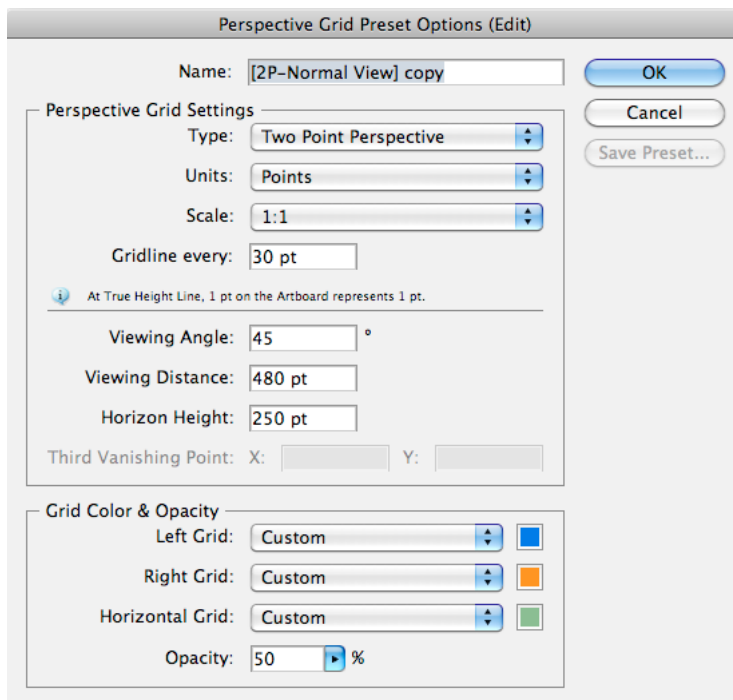 Perspective Grid Preset Options (Edit)
Name: [2P-Normal View] copy
OK
Perspective Grid Settings
Cancel
Type: Two Point Perspective
Save Preset...
Units: Points
Scale: 1:1
Gridline every: 30 pt
At True Height Line, 1 pt on the Artboard represents 1 pt.
Viewing Angle: 45 °
Viewing Distance: 480 pt
Horizon Height: 250 pt
Third Vanishing Point: X: Y:
Grid Color & Opacity
Left Grid: Custom
Right Grid: Custom
Horizontal Grid: Custom
Opacity: 50 %